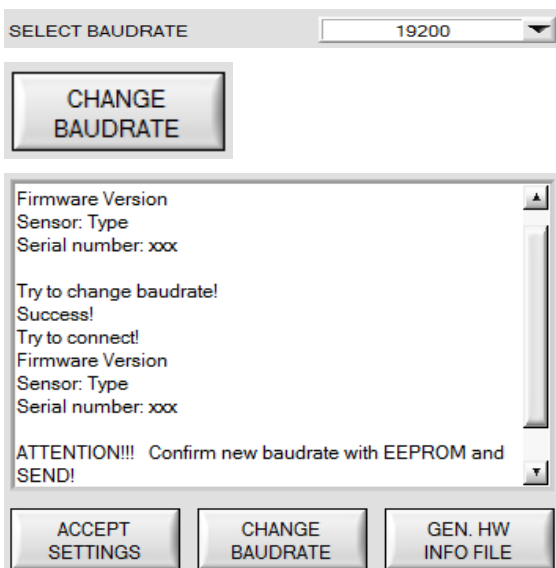 SELECT BAUDRATE 19200
CHANGE
BAUDRATE
Firmware Version
Sensor: Type
Serial number: xxx
Try to change baudrate!
Success!
Try to connect!
Firmware Version
Sensor: Type
Serial number: xxx
ATTENTION!!! Confirm new baudrate with EEPROM and
SEND!
ACCEPT
SETTINGS
CHANGE
BAUDRATE
GEN. HW
INFO FILE